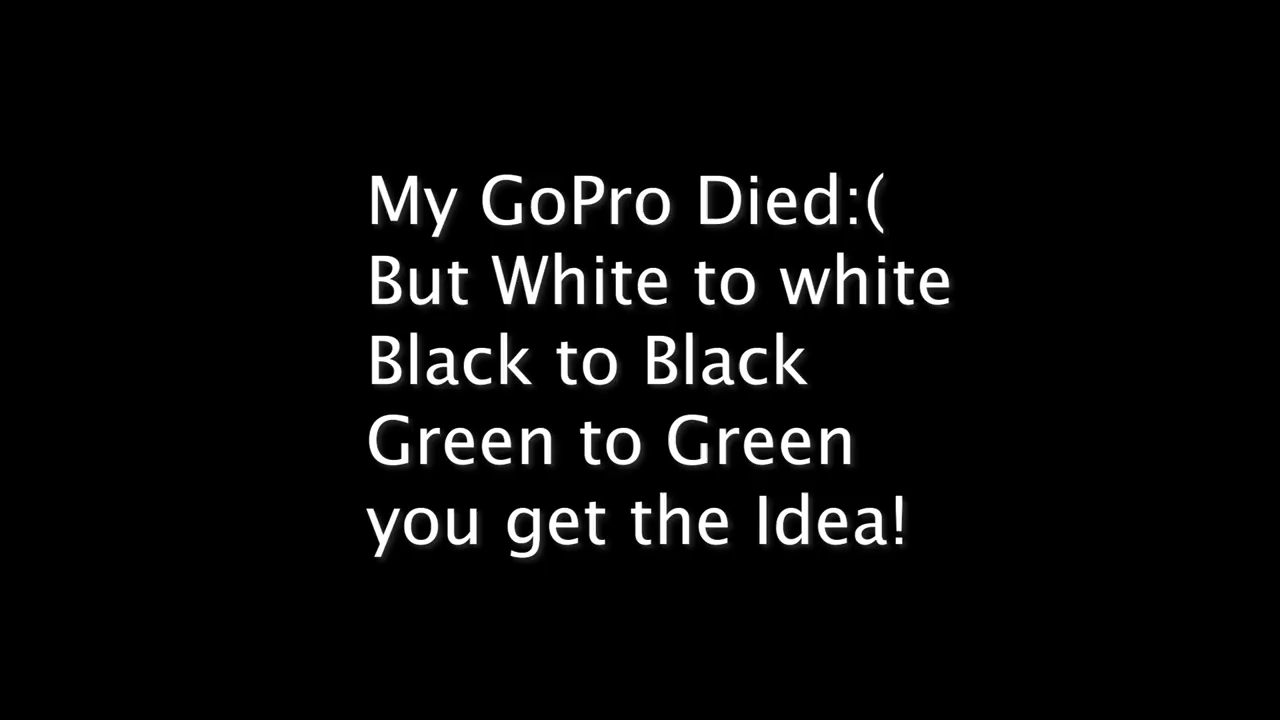 My GoPro Died:(
But White to white
Black to Black
Green to Green
you get the Idea!